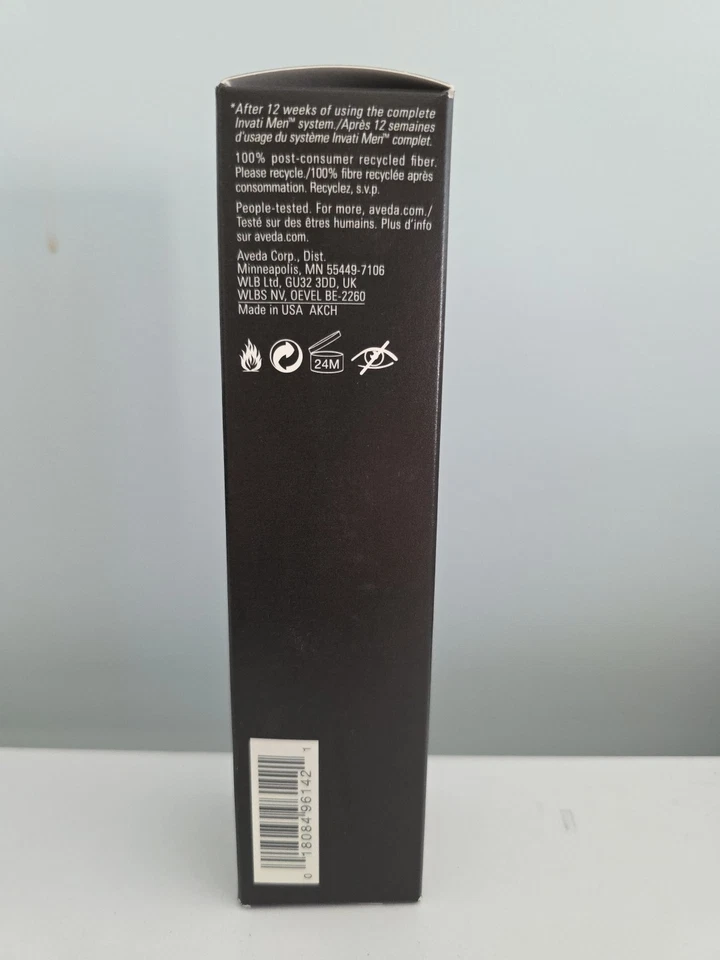 *After 12 weeks of using the complete
Invati Men™ system./Après 12 semaines
d'usage du système Invati Men™ complet.
100% post-consumer recycled fiber.
Please recycle./100% fibre recyclée après
consommation. Recyclez, s.v.p.
People-tested. For more, aveda.com./
Testé sur des êtres humains. Plus d'info
sur aveda.com.
Aveda Corp., Dist.
Minneapolis, MN 55449-7106
WLB Ltd, GU32 3DD, UK
WLBS NV, OEVEL BE-2260
Made in USA AKCH
24M
0 18084 96142 1